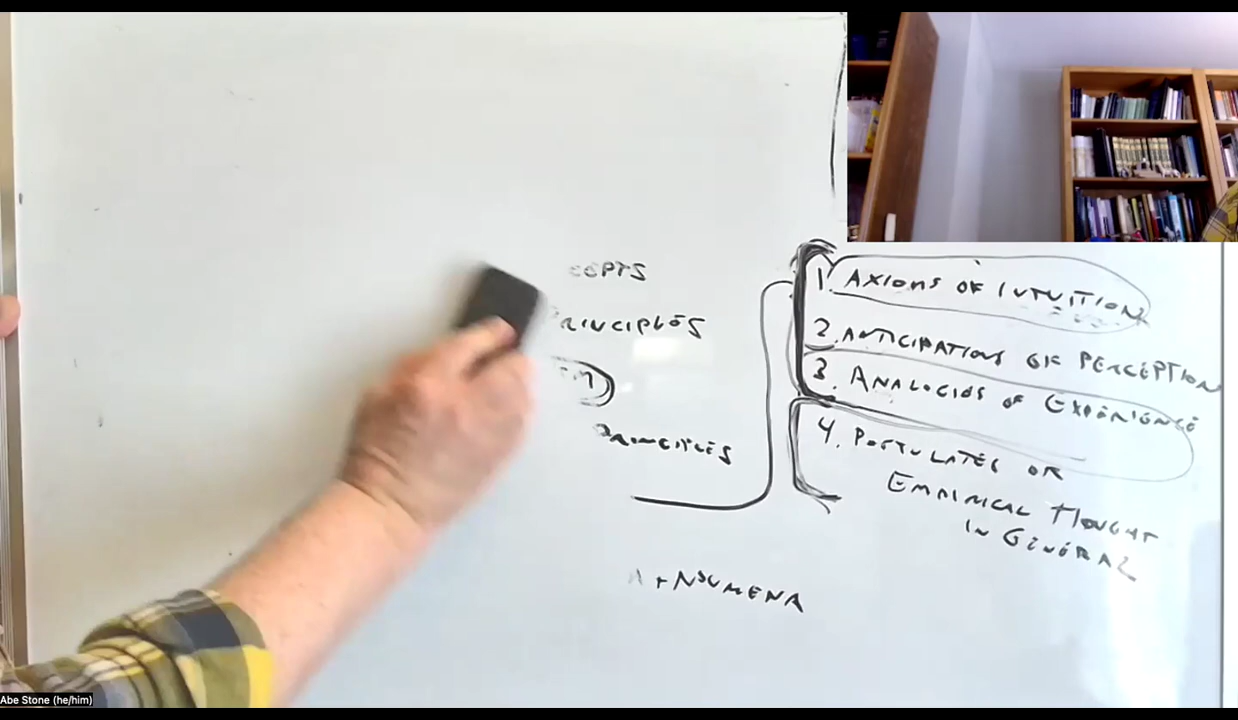 CEPTS
RINCIPLES
PRINCIPLES
+ NOUMENA
1. AXIOMS OF INTUITION
2. ANTICIPATIONS OF PERCEPTION
3. ANALOGIES OF EXPERIENCE
4. POSTULATES OF
EMPIRICAL THOUGHT
IN GENERAL
Abe Stone (he/him)